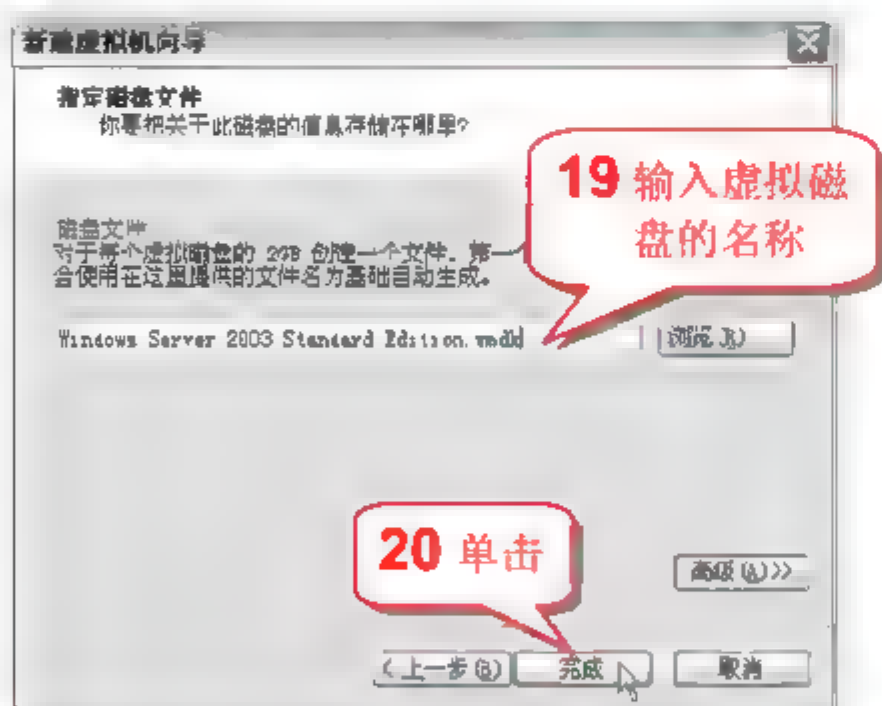 新建虚拟机向导
指定磁盘文件
你要把关于此磁盘的信息存储在哪里?
19 输入虚拟磁
盘的名称
磁盘文件
对于每个虚拟磁盘的 2GB 创建一个文件. 第一个
会使用在这里提供的文件名为基础自动生成。
Windows Server 2003 Standard Edition.vmdk
浏览(R)
20 单击
高级(A)>>
<上一步(B)
完成
取消